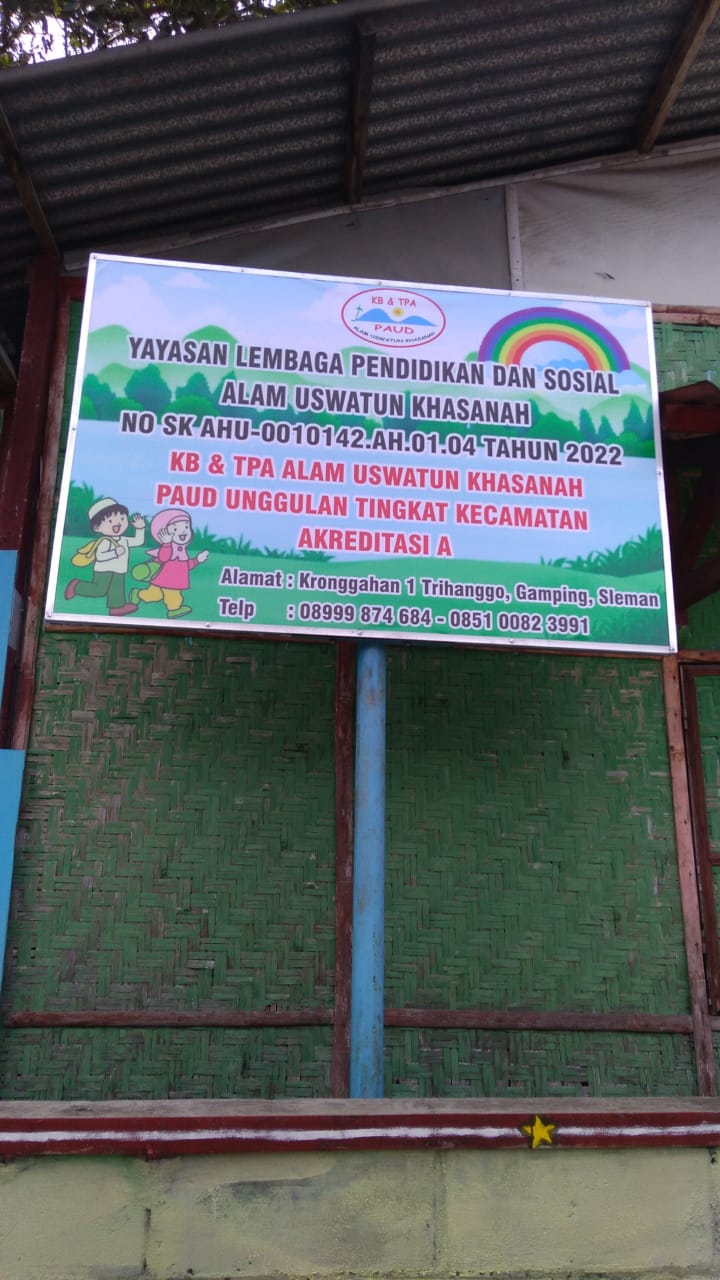 KB & TPA
PAUD
ALAM USWATUN KHASANAH
YAYASAN LEMBAGA PENDIDIKAN DAN SOSIAL
ALAM USWATUN KHASANAH
NO SK AHU-0010142.AH.01.04 TAHUN 2022
KB & TPA ALAM USWATUN KHASANAH
PAUD UNGGULAN TINGKAT KECAMATAN
AKREDITASI A
Alamat : Kronggahan 1 Trihanggo, Gamping, Sleman
Telp : 08999 874 684 - 0851 0082 3991